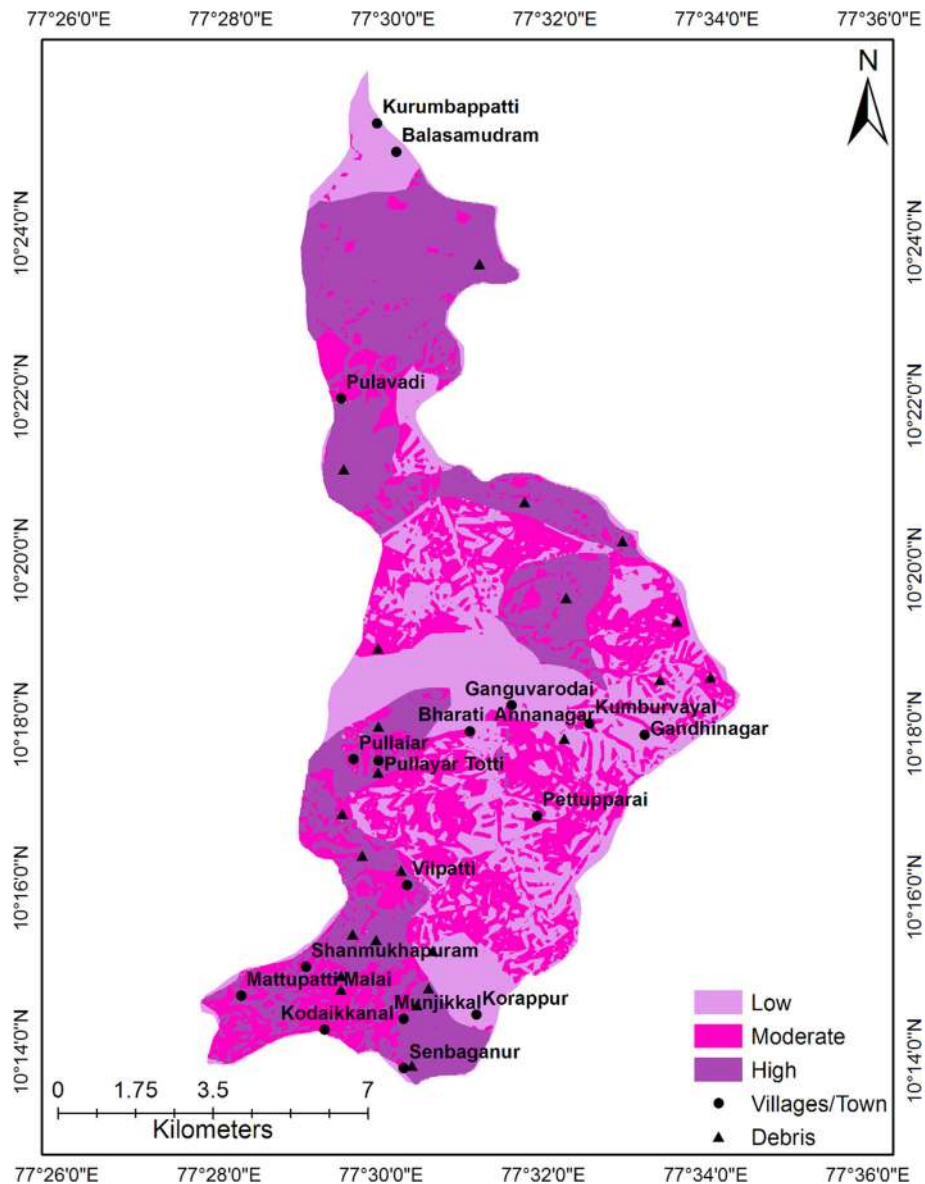 77°26'0"E 77°28'0"E 77°30'0"E 77°32'0"E 77°34'0"E 77°36'0"E
N
Kurumbappatti
Balasamudram
10°24'0"N 10°24'0"N
10°22'0"N 10°22'0"N
Pulavadi
10°20'0"N 10°20'0"N
Ganguvarodai
Bharati Annanagar Kumburvayal
10°18'0"N Gandhinagar 10°18'0"N
Pullaiar
Pullayar Totti
Pettupparai
10°16'0"N Vilpatti 10°16'0"N
Shanmukhapuram
Mattupatti Malai
Munjikkal Korappur
Kodaikkanal
Low
Moderate
10°14'0"N Senbaganur 10°14'0"N
High
0 1.75 3.5 7
Villages/Town
Kilometers
Debris
77°26'0"E 77°28'0"E 77°30'0"E 77°32'0"E 77°34'0"E 77°36'0"E